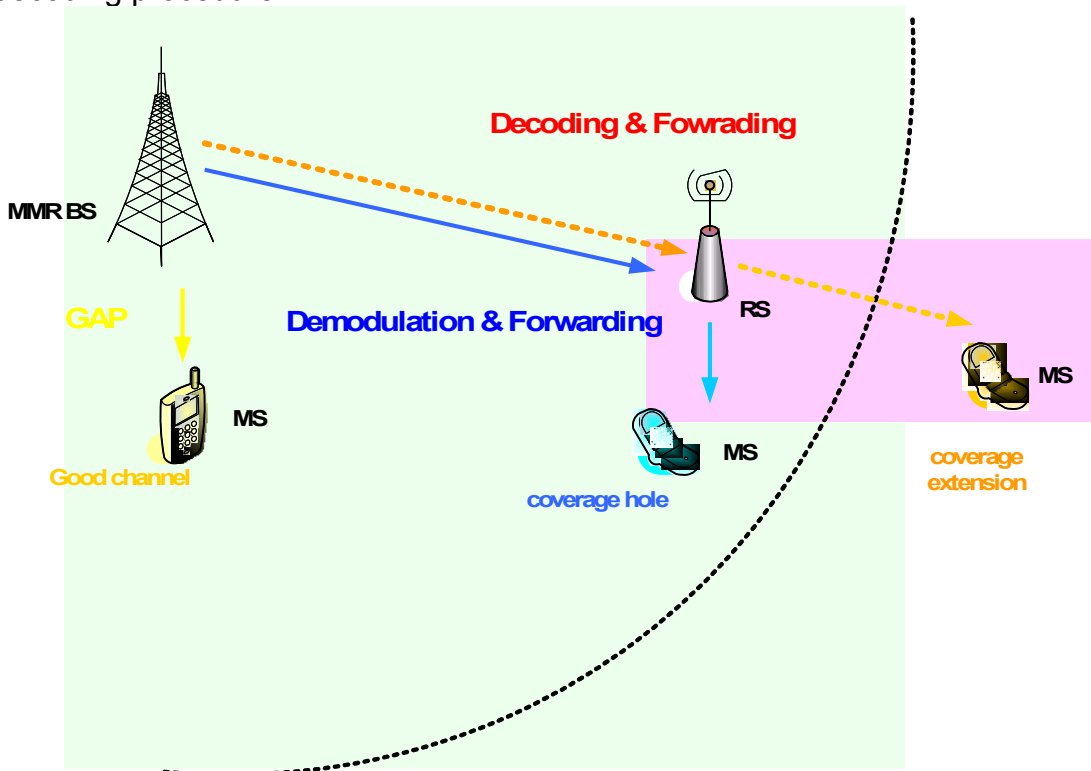 Decoding & Fowrading
MMR BS
RS
GAP
Demodulation & Forwarding
MS
MS
MS
Good channel
coverage hole
coverage
extension